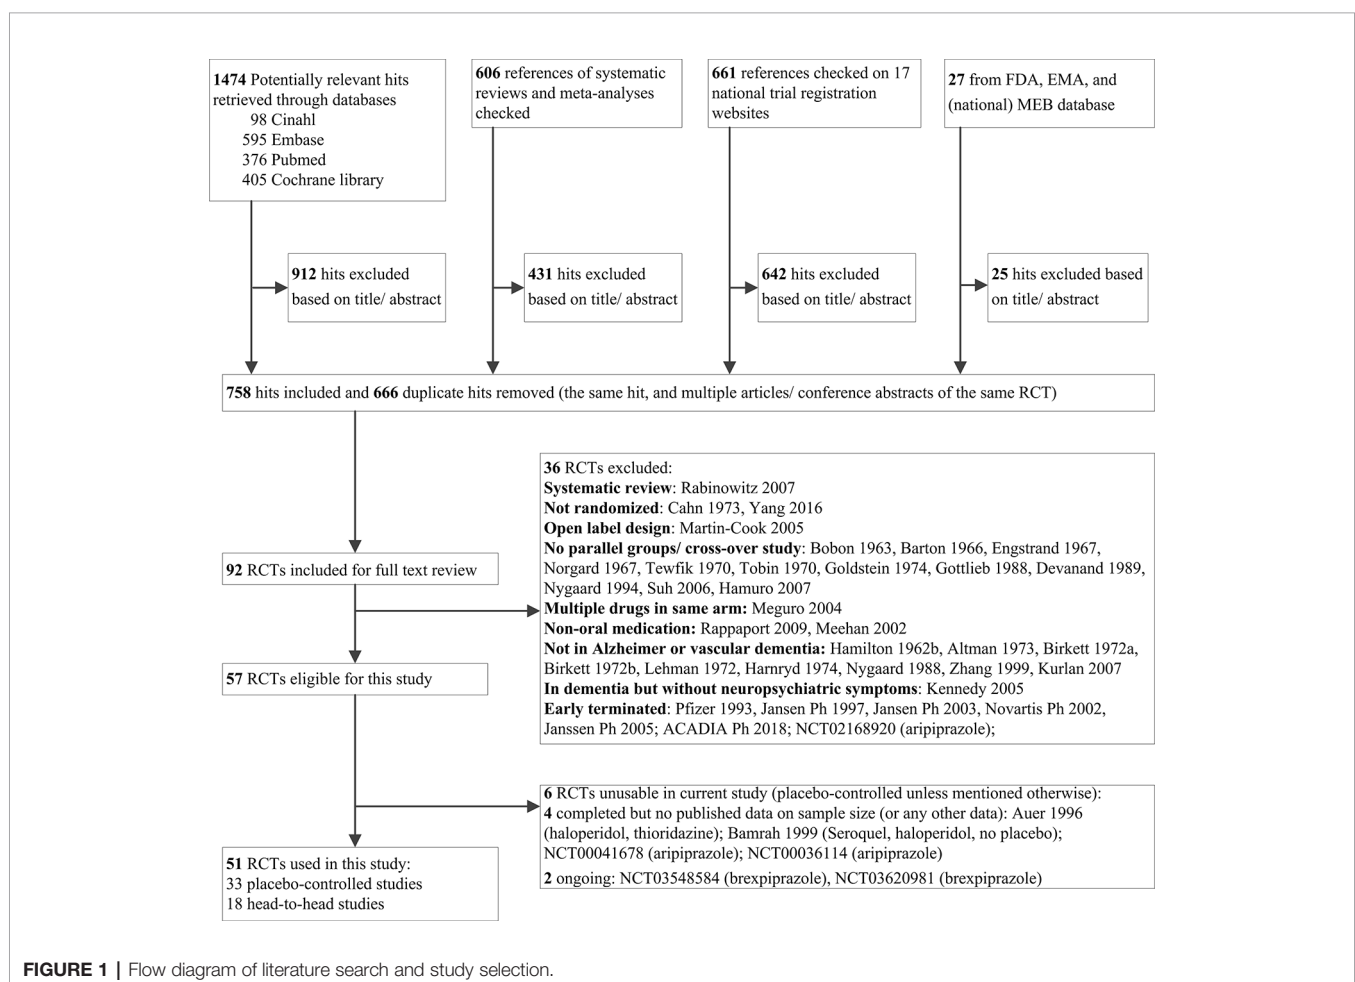 1474 Potentially relevant hits
retrieved through databases
98 Cinahl
595 Embase
376 Pubmed
405 Cochrane library
606 references of systematic
reviews and meta-analyses
checked
661 references checked on 17
national trial registration
websites
27 from FDA, EMA, and
(national) MEB database
912 hits excluded
based on title/ abstract
431 hits excluded
based on title/ abstract
642 hits excluded
based on title/ abstract
25 hits excluded based
on title/ abstract
758 hits included and 666 duplicate hits removed (the same hit, and multiple articles/ conference abstracts of the same RCT)
36 RCTs excluded:
Systematic review: Rabinowitz 2007
Not randomized: Cahn 1973, Yang 2016
Open label design: Martin-Cook 2005
No parallel groups/ cross-over study: Bobon 1963, Barton 1966, Engstrand 1967,
Norgard 1967, Tewfik 1970, Tobin 1970, Goldstein 1974, Gottlieb 1988, Devanand 1989,
Nygaard 1994, Suh 2006, Hamuro 2007
Multiple drugs in same arm: Meguro 2004
Non-oral medication: Rappaport 2009, Meehan 2002
Not in Alzheimer or vascular dementia: Hamilton 1962b, Altman 1973, Birkett 1972a,
Birkett 1972b, Lehman 1972, Harnryd 1974, Nygaard 1988, Zhang 1999, Kurlan 2007
In dementia but without neuropsychiatric symptoms: Kennedy 2005
Early terminated: Pfizer 1993, Jansen Ph 1997, Jansen Ph 2003, Novartis Ph 2002,
Janssen Ph 2005; ACADIA Ph 2018; NCT02168920 (aripiprazole);
92 RCTs included for full text review
57 RCTs eligible for this study
6 RCTs unusable in current study (placebo-controlled unless mentioned otherwise):
4 completed but no published data on sample size (or any other data): Auer 1996
(haloperidol, thioridazine); Bamrah 1999 (Seroquel, haloperidol, no placebo);
NCT00041678 (aripiprazole); NCT00036114 (aripiprazole)
2 ongoing: NCT03548584 (brexpiprazole), NCT03620981 (brexpiprazole)
51 RCTs used in this study:
33 placebo-controlled studies
18 head-to-head studies
FIGURE 1 | Flow diagram of literature search and study selection.